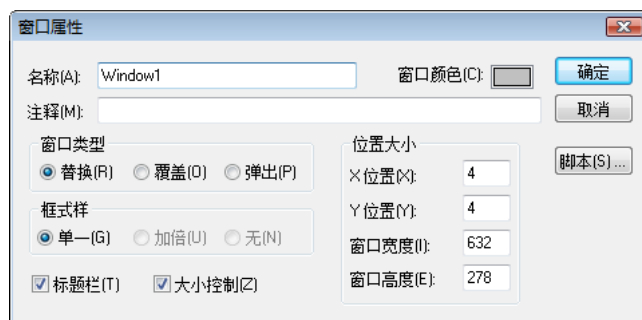 窗口属性
名称(A): Window1 窗口颜色(C): 确定
注释(M): 取消
窗口类型 位置大小 脚本(S) ...
替换(R) 覆盖(O) 弹出(P) X 位置(X): 4
框式样 Y 位置(Y): 4
单一(G) 加倍(U) 无(N) 窗口宽度(I): 632
标题栏(T) 大小控制(Z) 窗口高度(E): 278